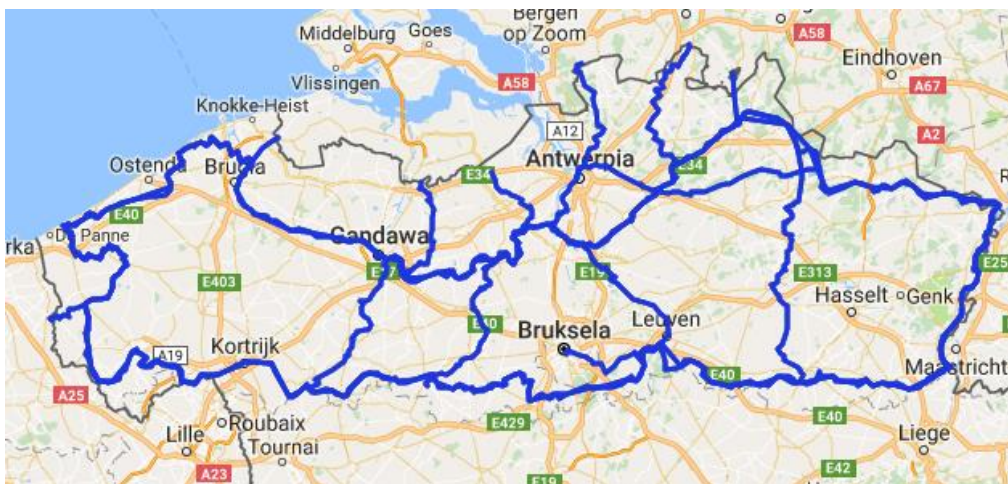 Bergen
op Zoom
A58
Middelburg
Goes
A58
Eindhoven
Vlissingen
A58
A67
Knokke-Heist
A12
A2
Ostenda
Brugia
Antwerpia
E34
E34
E40
De Panne
Gandawa
E403
E19
E313
E25
Hasselt
Genk
Bruksela
Leuven
E40
A19
Kortrijk
Maastricht
A25
E40
E429
E40
Roubaix
Lille
Tournai
Liege
A23
E42
E19